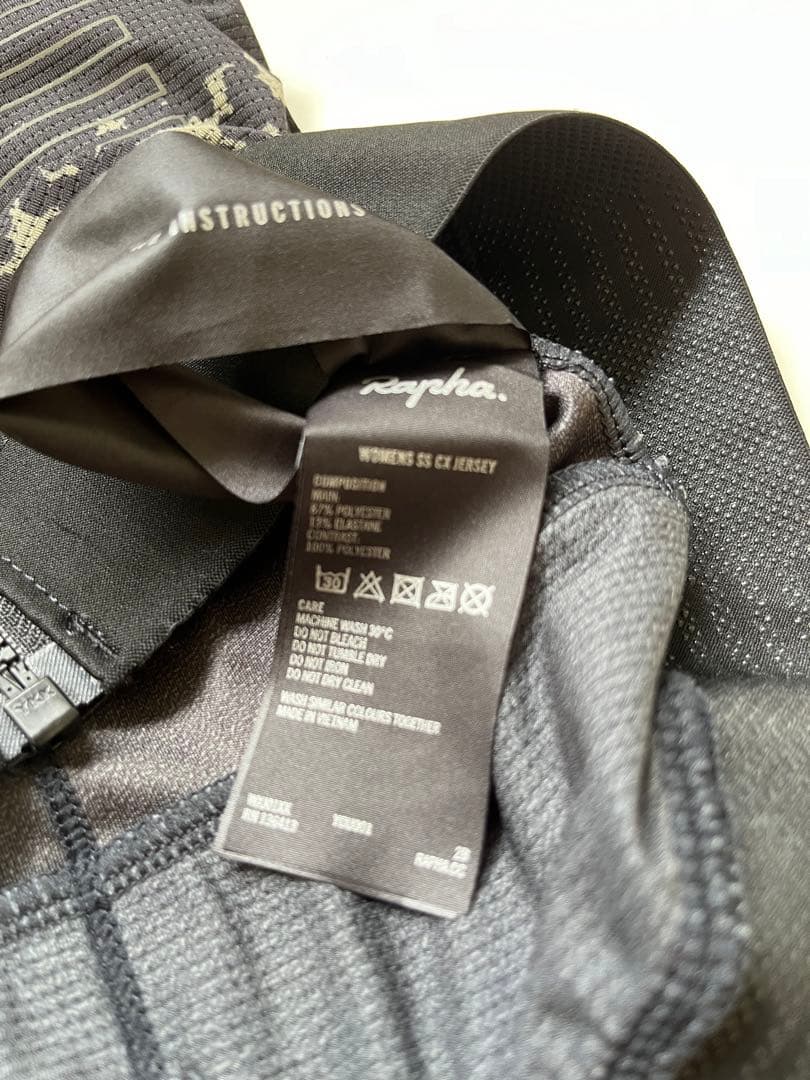 INSTRUCTIONS
Rapha.
WOMENS SS CX JERSEY
COMPOSITION
MAIN
POLYESTER
ELASTANE
CONTRAST:
100% POLYESTER
30
CARE
MACHINE WASH 30°C
DO NOT BLEACH
DO NOT TUMBLE DRY
DO NOT IRON
DO NOT DRY CLEAN
WASH SIMILAR COLOURS TOGETHER
MADE IN VIETNAM
YKK